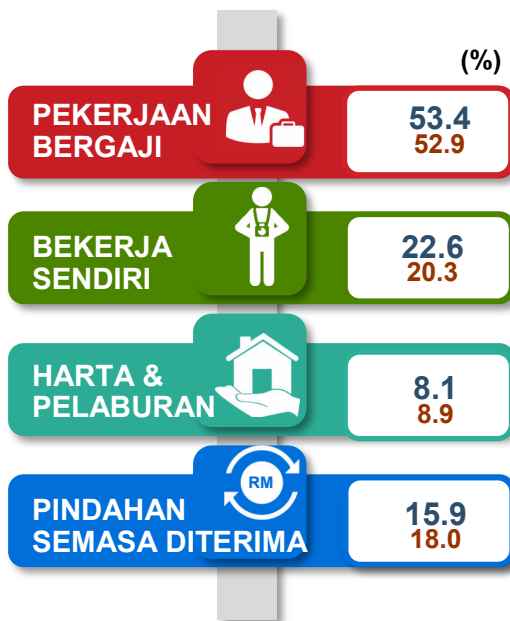 (%)
PEKERJAAN
BERGAJI
53.4
52.9
BEKERJA
SENDIRI
22.6
20.3
HARTA &
PELABURAN
8.1
8.9
RM
PINDAHAN
SEMASA DITERIMA
15.9
18.0